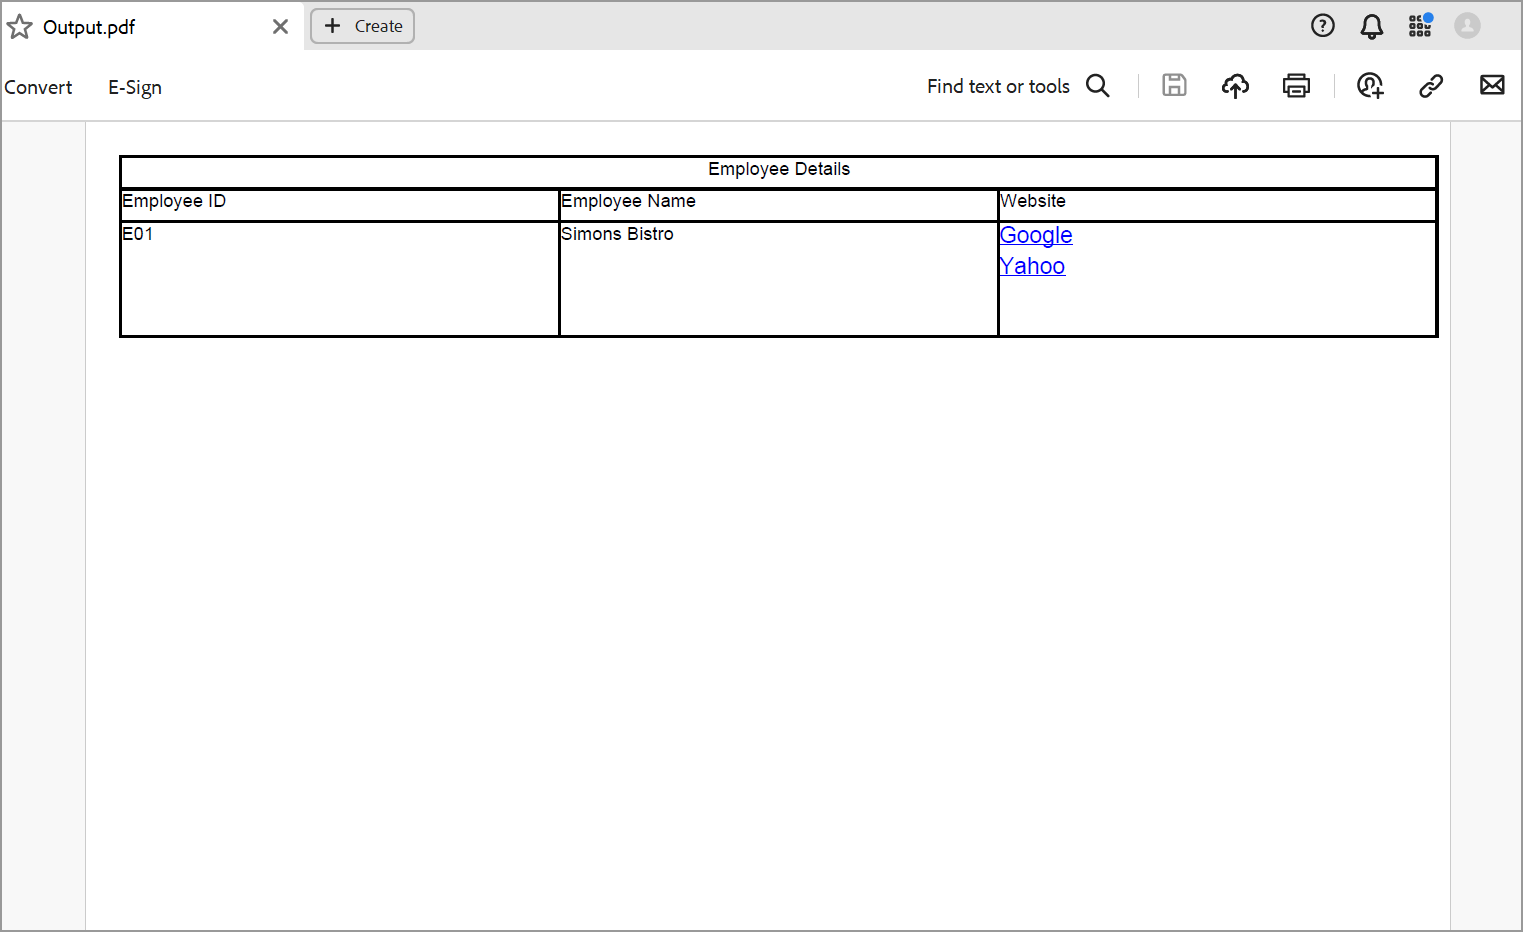 Output.pdf
Create
Convert E-Sign Find text or tools
Employee Details
Employee ID Employee Name Website
E01 Simons Bistro Google
Yahoo